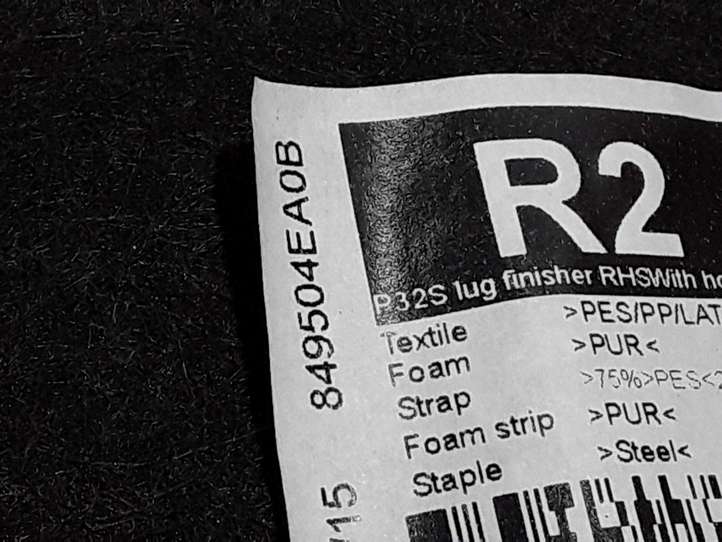 R2
P32S lug finisher RHSWith
Textile >PES/PP/LAT
Foam >PUR<
Strap >75%>PES<
Foam strip >PUR<
Staple >Steel<
849504EA0B